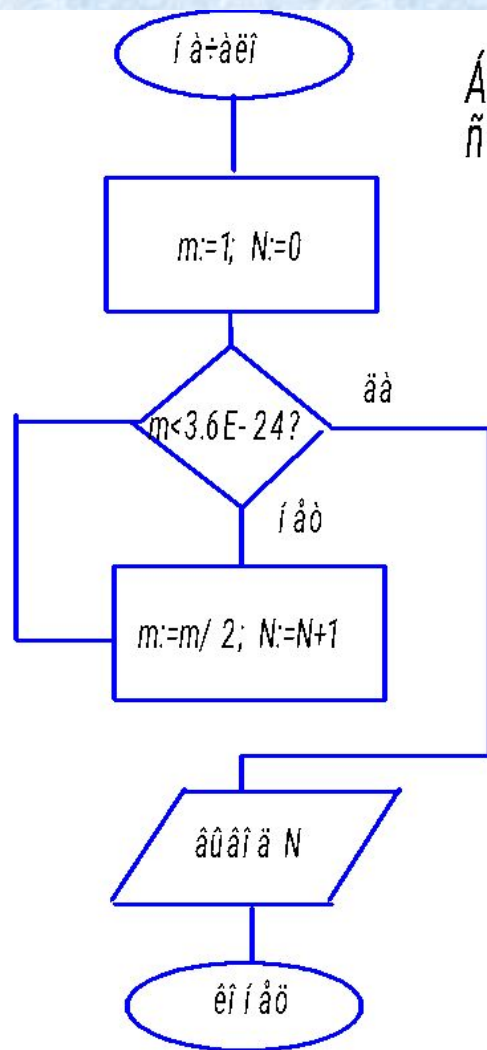 í à÷àëî
Á
ñ
m:=1; N:=0
äà
m<3.6E-24?
í åò
m:=m/ 2; N:=N+1
âûâî ä N
êî í åö